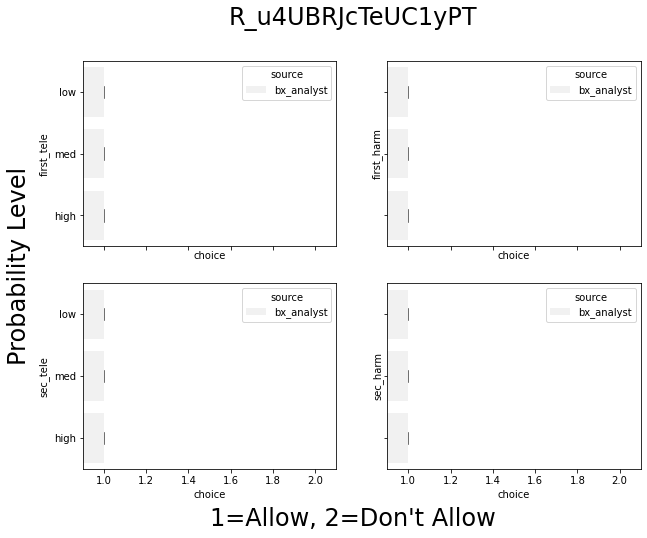 R_u4UBRJcTeUC1yPT
Probability Level
first_tele
low
med
high
source
bx_analyst
choice
first_harm
source
bx_analyst
choice
sec_tele
low
med
high
source
bx_analyst
1.0 1.2 1.4 1.6 1.8 2.0
choice
sec_harm
source
bx_analyst
1.0 1.2 1.4 1.6 1.8 2.0
choice
1=Allow, 2=Don't Allow